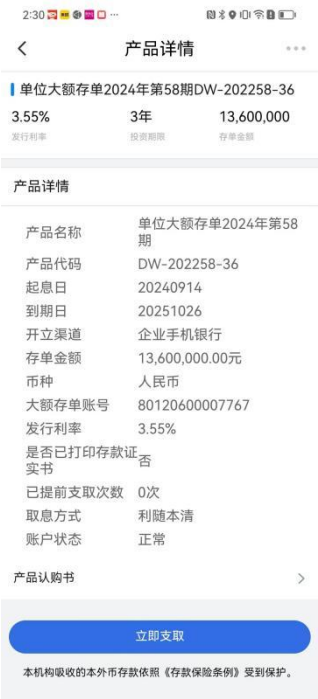 2:30
产品详情
单位大额存单2024年第58期DW-202258-36
3.55% 3年 13,600,000
发行利率 投资期限 存单金额
产品详情
产品名称 单位大额存单2024年第58
期
产品代码 DW-202258-36
起息日 20240914
到期日 20251026
开立渠道 企业手机银行
存单金额 13,600,000.00元
币种 人民币
大额存单账号 80120600007767
发行利率 3.55%
是否已打印存款证
实书 否
已提前支取次数 0次
取息方式 利随本清
账户状态 正常
产品认购书
立即支取
本机构吸收的本外币存款依照《存款保险条例》受到保护。